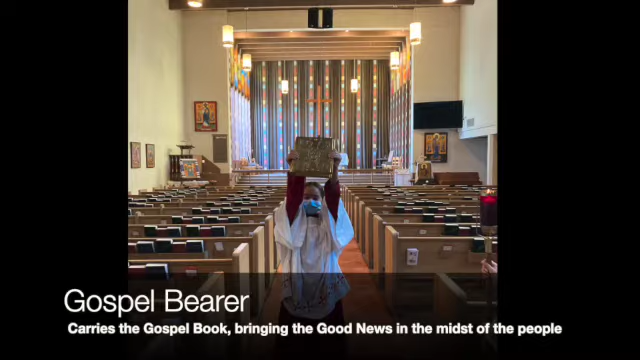 Gospel Bearer
Carries the Gospel Book, bringing the Good News in the midst of the people